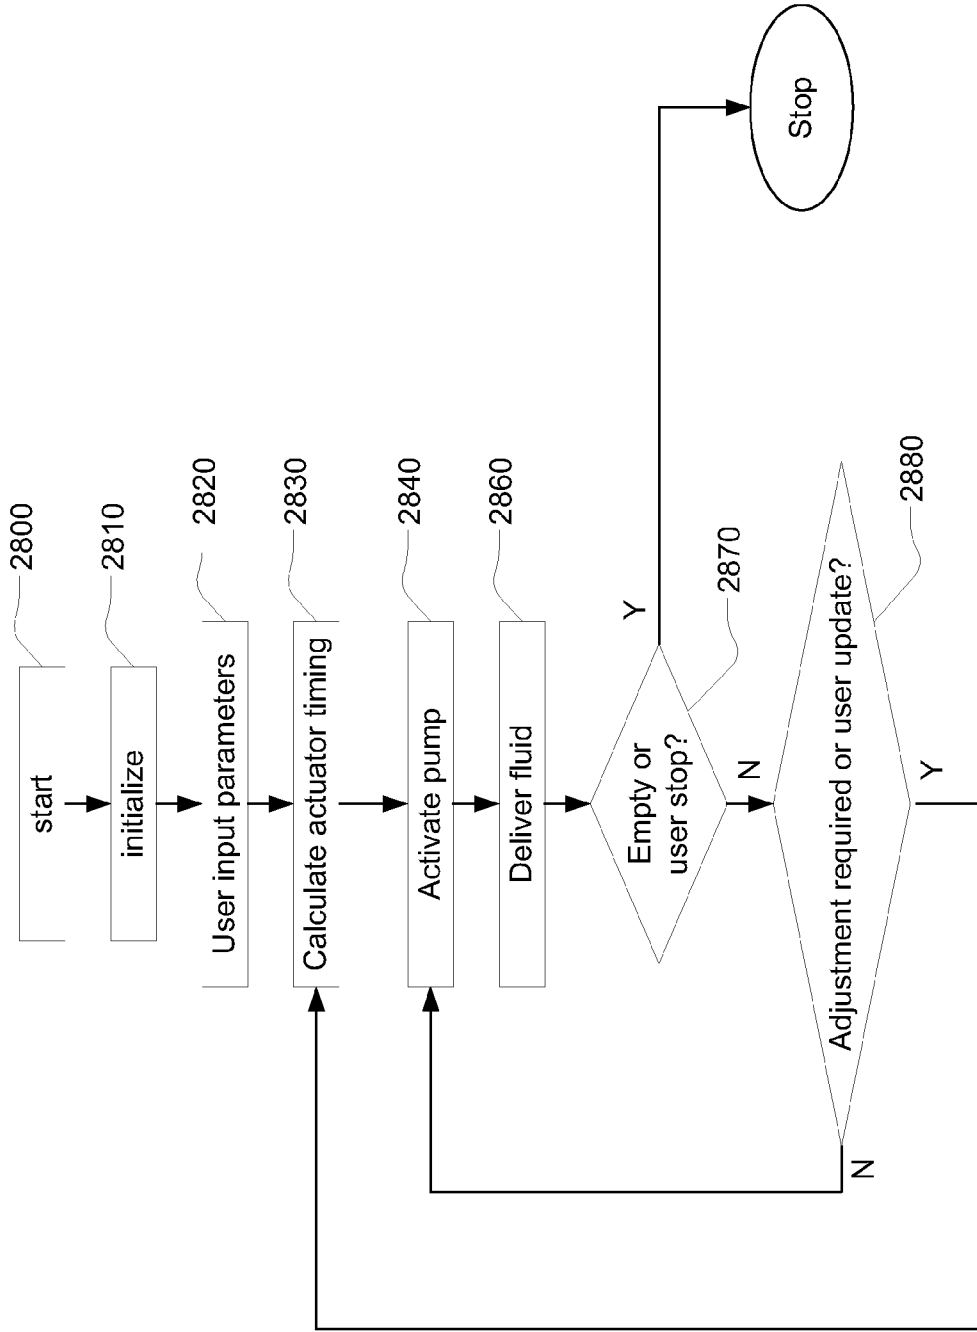 start
2800
initialize
2810
User input parameters
2820
Calculate actuator timing
2830
Activate pump
2840
Deliver fluid
2860
Empty or
user stop?
2870
Y
Stop
N
Adjustment required or user update?
2880
N
Y